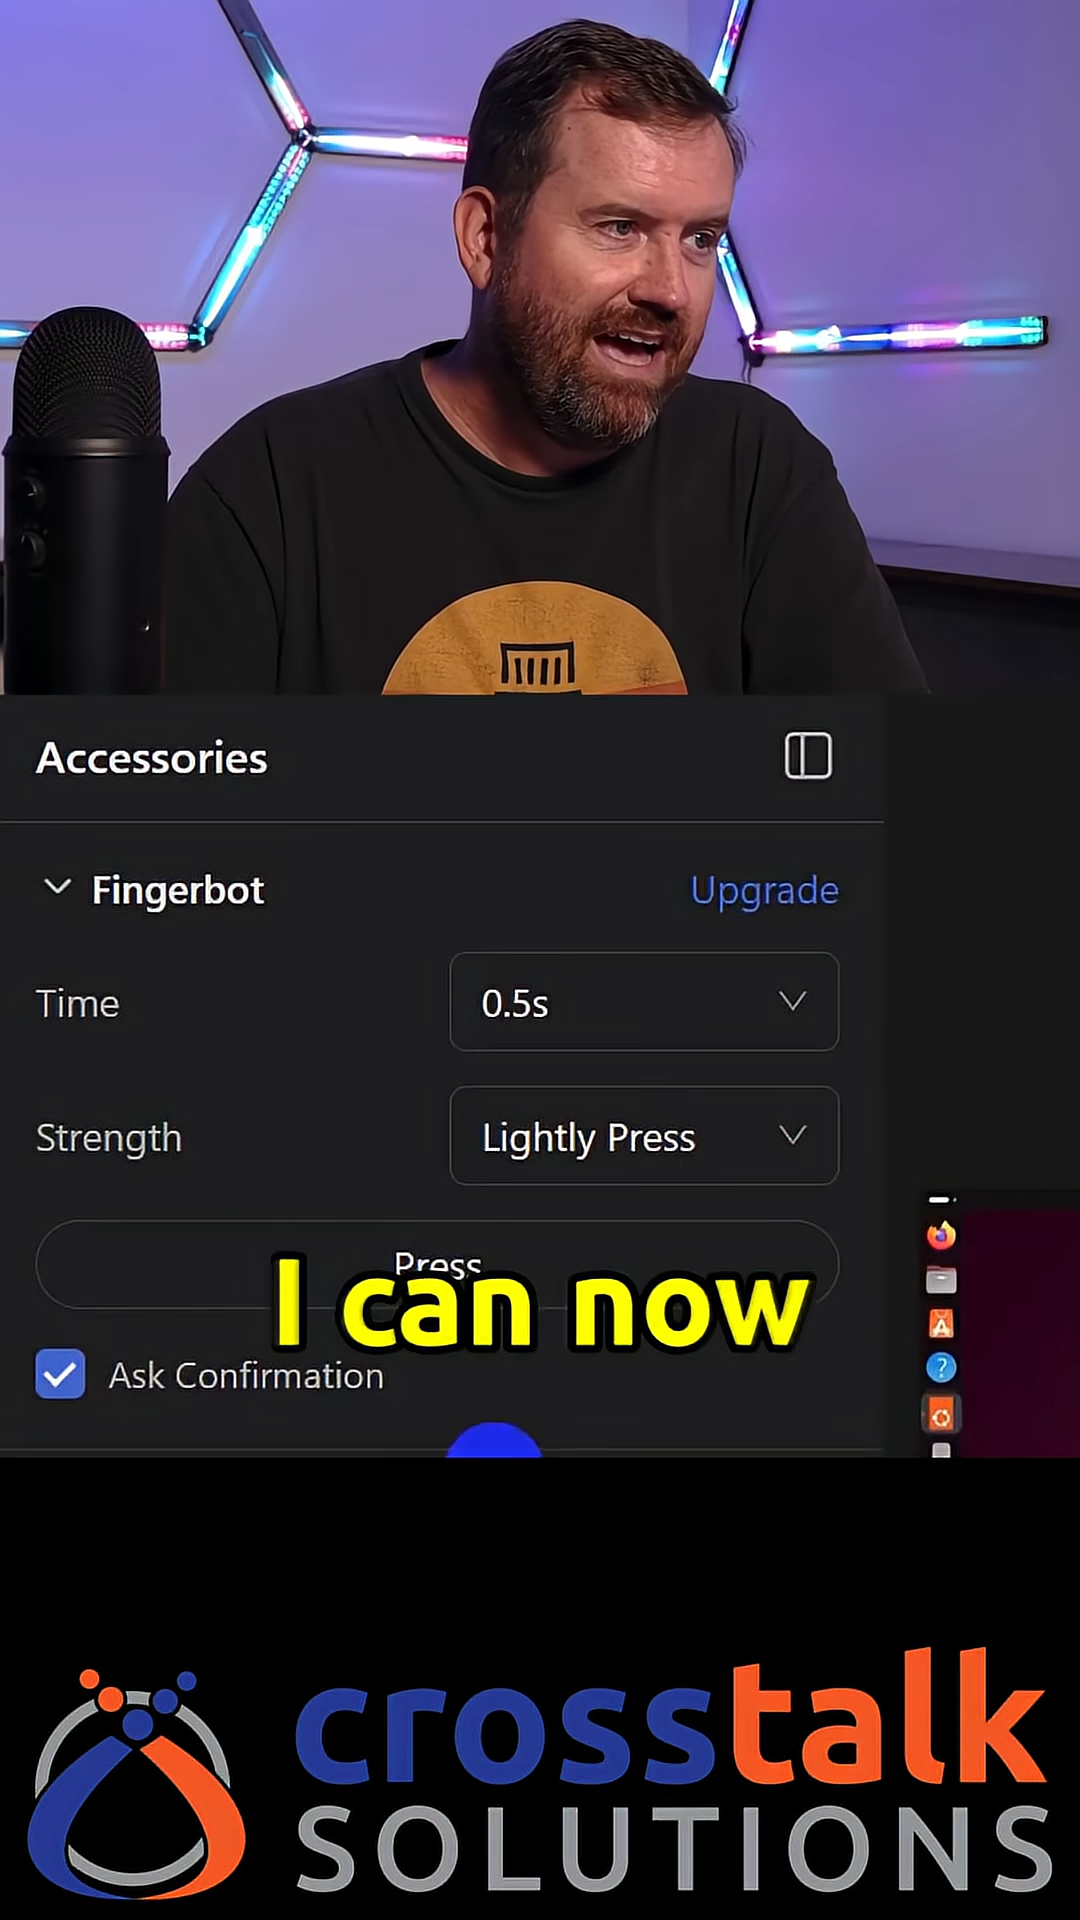 Accessories
Fingerbot Upgrade
Time 0.5s
Strength Lightly Press
Press
I can now
Ask Confirmation
crosstalk
SOLUTIONS